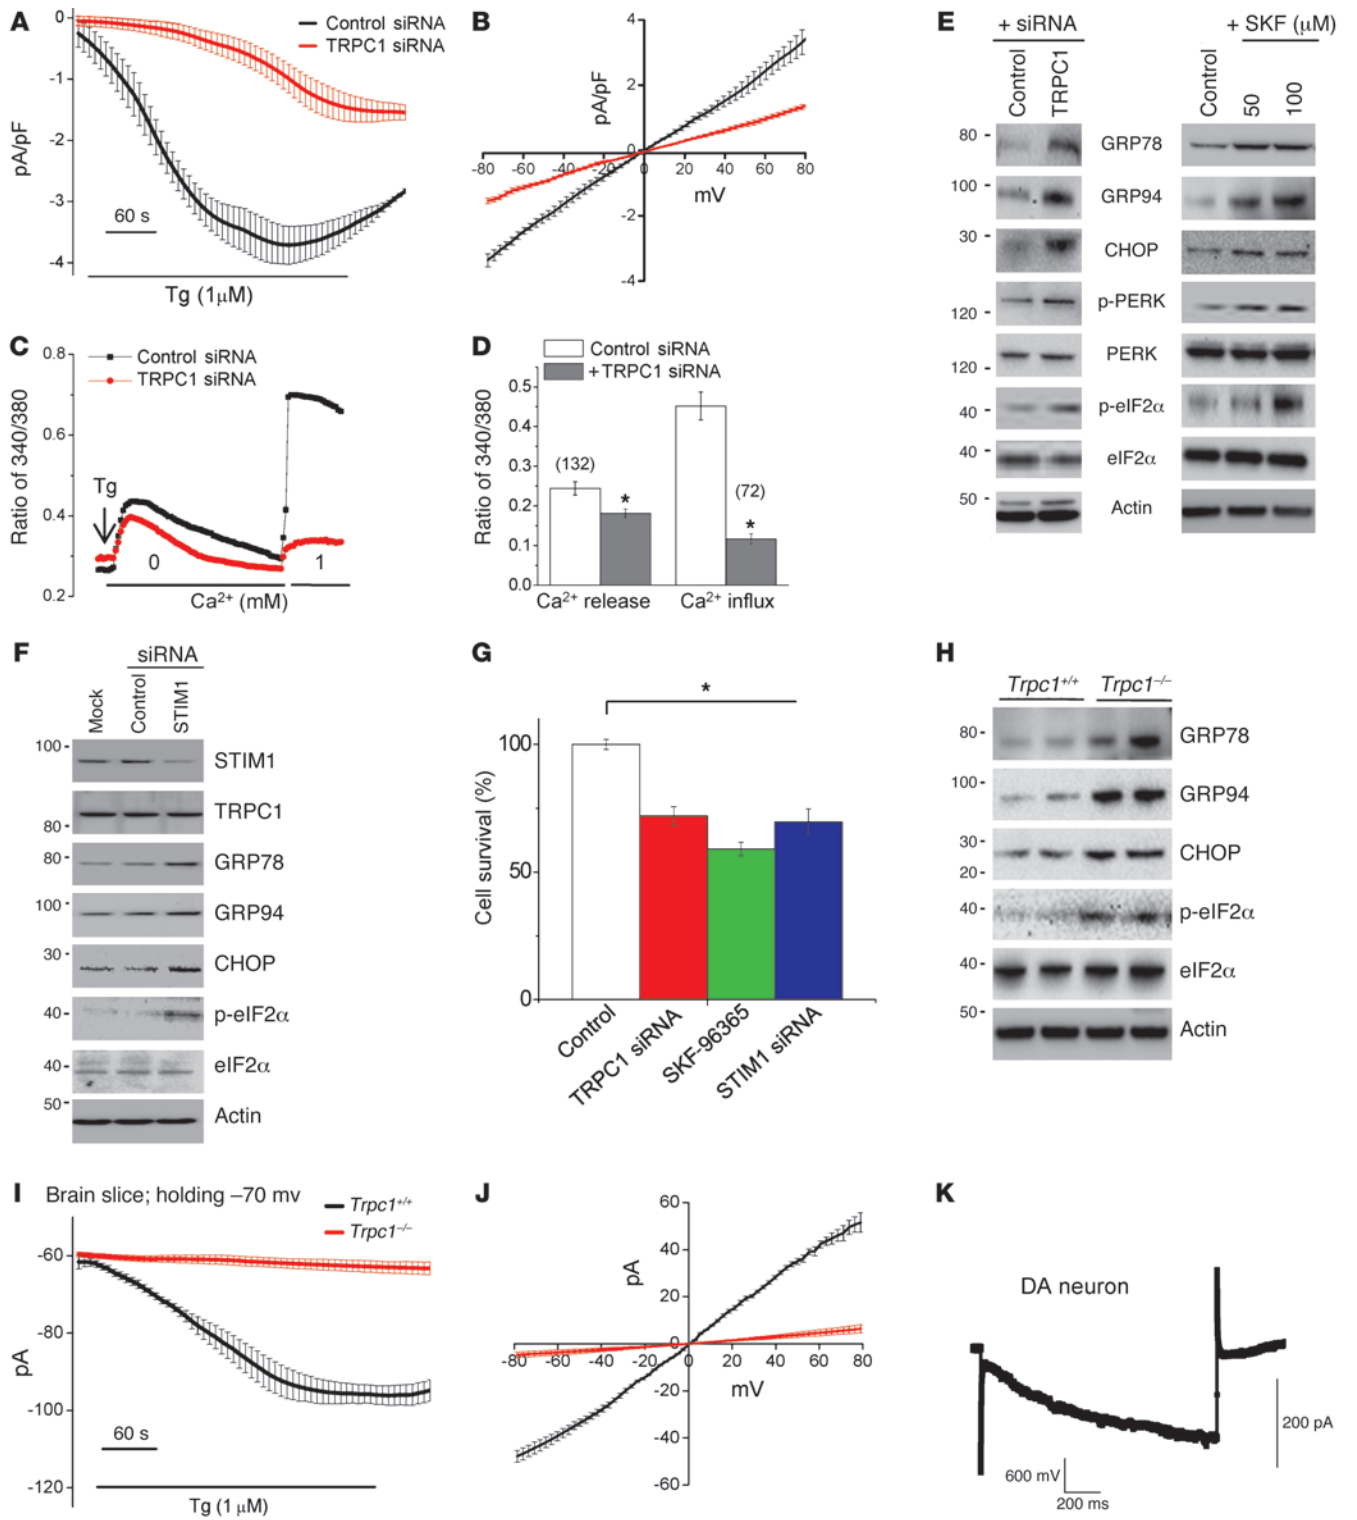 A
0
-1
-2
-3
-4
pA/pF
Control siRNA
TRPC1 siRNA
60 s
Tg (1μM)
B
4
2
0
-2
-4
pA/pF
-80 -60 -40 -20 0 20 40 60 80
mV
C
0.8
0.6
0.4
0.2
Ratio of 340/380
Control siRNA
TRPC1 siRNA
Tg
0
1
Ca²⁺ (mM)
D
Control siRNA
+TRPC1 siRNA
0.5
0.4
0.3
0.2
0.1
0.0
Ratio of 340/380
(132)
*
(72)
*
Ca²⁺ release
Ca²⁺ influx
E
+ siRNA
+ SKF (μM)
Control
TRPC1
Control
50
100
80
GRP78
100
GRP94
30
CHOP
120
p-PERK
120
PERK
40
p-eIF2α
40
eIF2α
50
Actin
F
siRNA
Mock
Control
STIM1
100
STIM1
80
TRPC1
80
GRP78
100
GRP94
30
CHOP
40
p-eIF2α
40
eIF2α
50
Actin
G
*
100
50
0
Cell survival (%)
Control
TRPC1 siRNA
SKF-96365
STIM1 siRNA
H
Trpc1⁺/⁺
Trpc1⁻/⁻
80
GRP78
100
GRP94
30
20
CHOP
40
p-eIF2α
40
eIF2α
50
Actin
I
Brain slice; holding –70 mv
Trpc1⁺/⁺
Trpc1⁻/⁻
-60
-80
-100
-120
pA
60 s
Tg (1 μM)
J
60
40
20
0
-20
-40
-60
pA
-80 -60 -40 -20 0 20 40 60 80
mV
K
DA neuron
200 pA
600 mV
200 ms